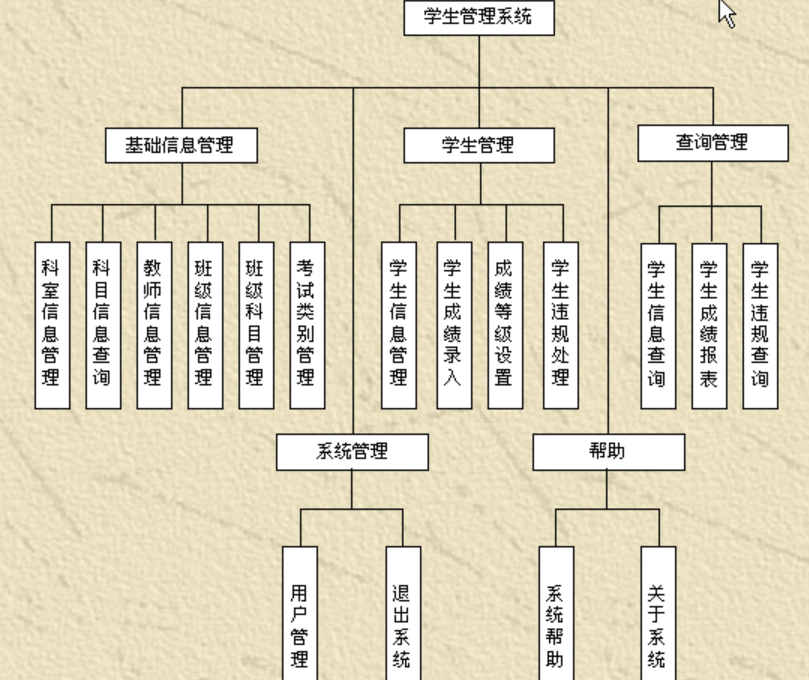 学生管理系统
基础信息管理
学生管理
查询管理
科室信息管理
科目信息查询
教师信息管理
班级信息管理
班级科目管理
考试类别管理
学生信息管理
学生成绩录入
成绩等级设置
学生违规处理
学生信息查询
学生成绩报表
学生违规查询
系统管理
帮助
用户管理
退出系统
系统帮助
关于系统